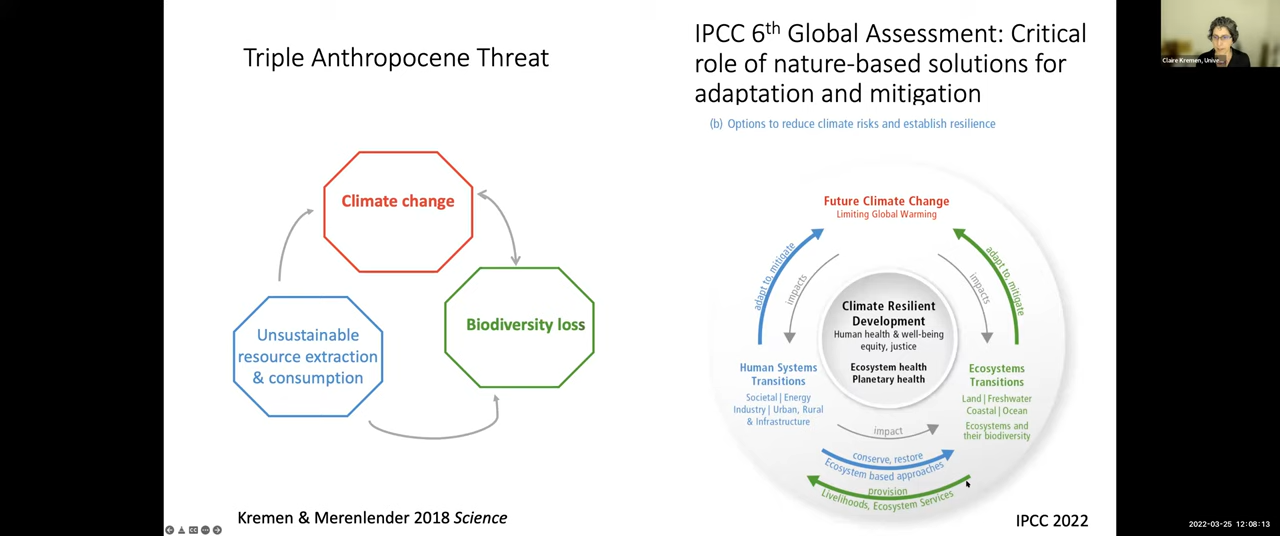 Triple Anthropocene Threat
Climate change
Unsustainable
resource extraction
& consumption
Biodiversity loss
Kremen & Merenlender 2018 Science
IPCC 6th Global Assessment: Critical
role of nature-based solutions for
adaptation and mitigation
(b) Options to reduce climate risks and establish resilience
Future Climate Change
Limiting Global Warming
adapt to, mitigate
impacts
impacts
adapt to, mitigate
Climate Resilient
Development
Human health & well-being
equity, justice
Ecosystem health
Planetary health
Human Systems
Transitions
Societal | Energy
Industry | Urban, Rural
& Infrastructure
Ecosystems
Transitions
Land | Freshwater
Coastal | Ocean
Ecosystems and
their biodiversity
impact
conserve, restore
Ecosystem based approaches
provision
Livelihoods, Ecosystem Services
IPCC 2022
Claire Kremen, Unive...
2022-03-25 12:08:13